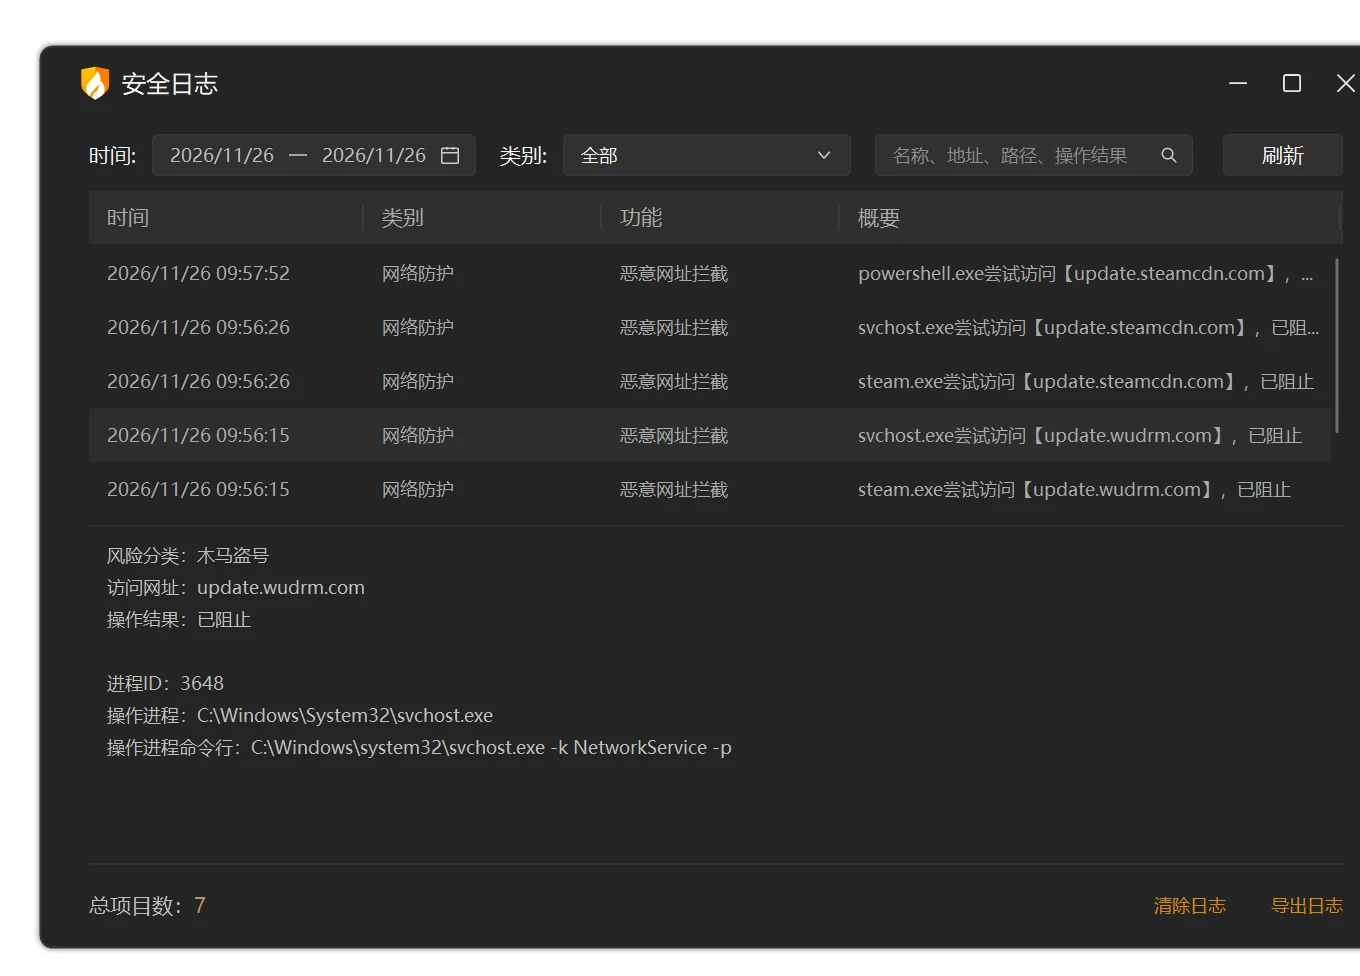 安全日志
时间: 2026/11/26 — 2026/11/26 类别: 全部 名称、地址、路径、操作结果 刷新
时间 类别 功能 概要
2026/11/26 09:57:52 网络防护 恶意网址拦截 powershell.exe尝试访问【update.steamcdn.com】，...
2026/11/26 09:56:26 网络防护 恶意网址拦截 svchost.exe尝试访问【update.steamcdn.com】，已阻...
2026/11/26 09:56:26 网络防护 恶意网址拦截 steam.exe尝试访问【update.steamcdn.com】，已阻止
2026/11/26 09:56:15 网络防护 恶意网址拦截 svchost.exe尝试访问【update.wudrm.com】，已阻止
2026/11/26 09:56:15 网络防护 恶意网址拦截 steam.exe尝试访问【update.wudrm.com】，已阻止
风险分类：木马盗号
访问网址：update.wudrm.com
操作结果：已阻止
进程ID：3648
操作进程：C:\Windows\System32\svchost.exe
操作进程命令行：C:\Windows\system32\svchost.exe -k NetworkService -p
总项目数：7 清除日志 导出日志